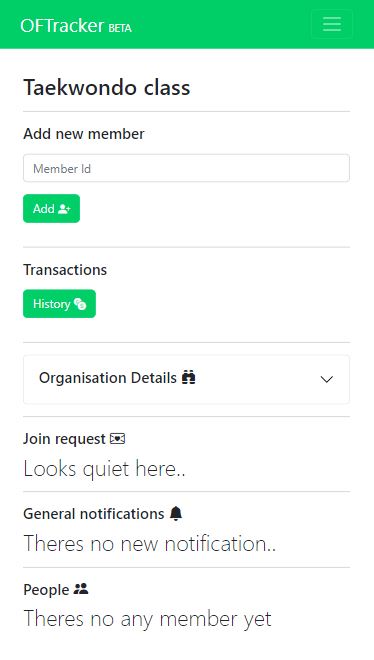 OFTracker BETA
Taekwondo class
Add new member
Member Id
Add
Transactions
History
Organisation Details
Join request
Looks quiet here..
General notifications
Theres no new notification..
People
Theres no any member yet